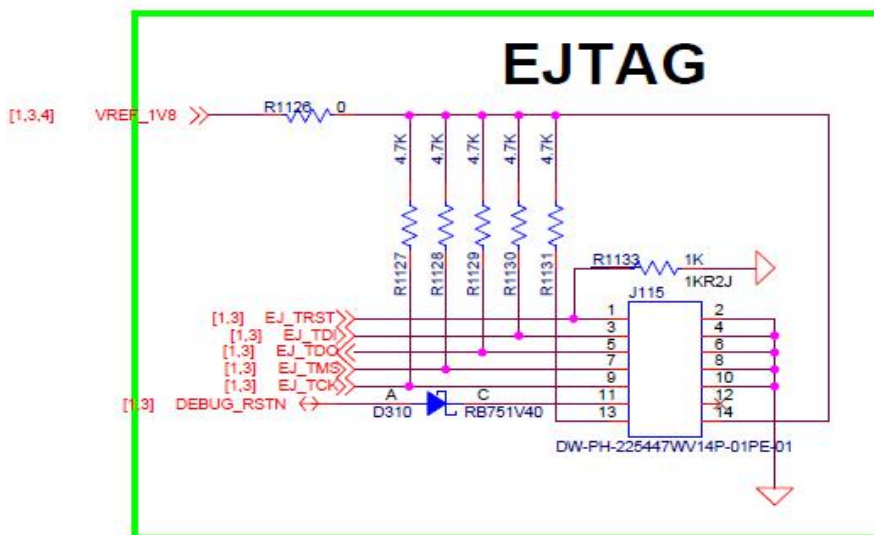 EJTAG
[1,3,4] VREF_1V8 R1126 0
4.7K 4.7K 4.7K 4.7K 4.7K
R1127 R1128 R1129 R1130 R1131
R1133 1K
1KR2J
J115
[1,3] EJ_TRST 1 2
[1,3] EJ_TDI 3 4
[1,3] EJ_TDO 5 6
[1,3] EJ_TMS 7 8
[1,3] EJ_TCK 9 10
[1,3] DEBUG_RSTN A C 11 12
D310 RB751V40 13 14
DW-PH-225447WV14P-01PE-01